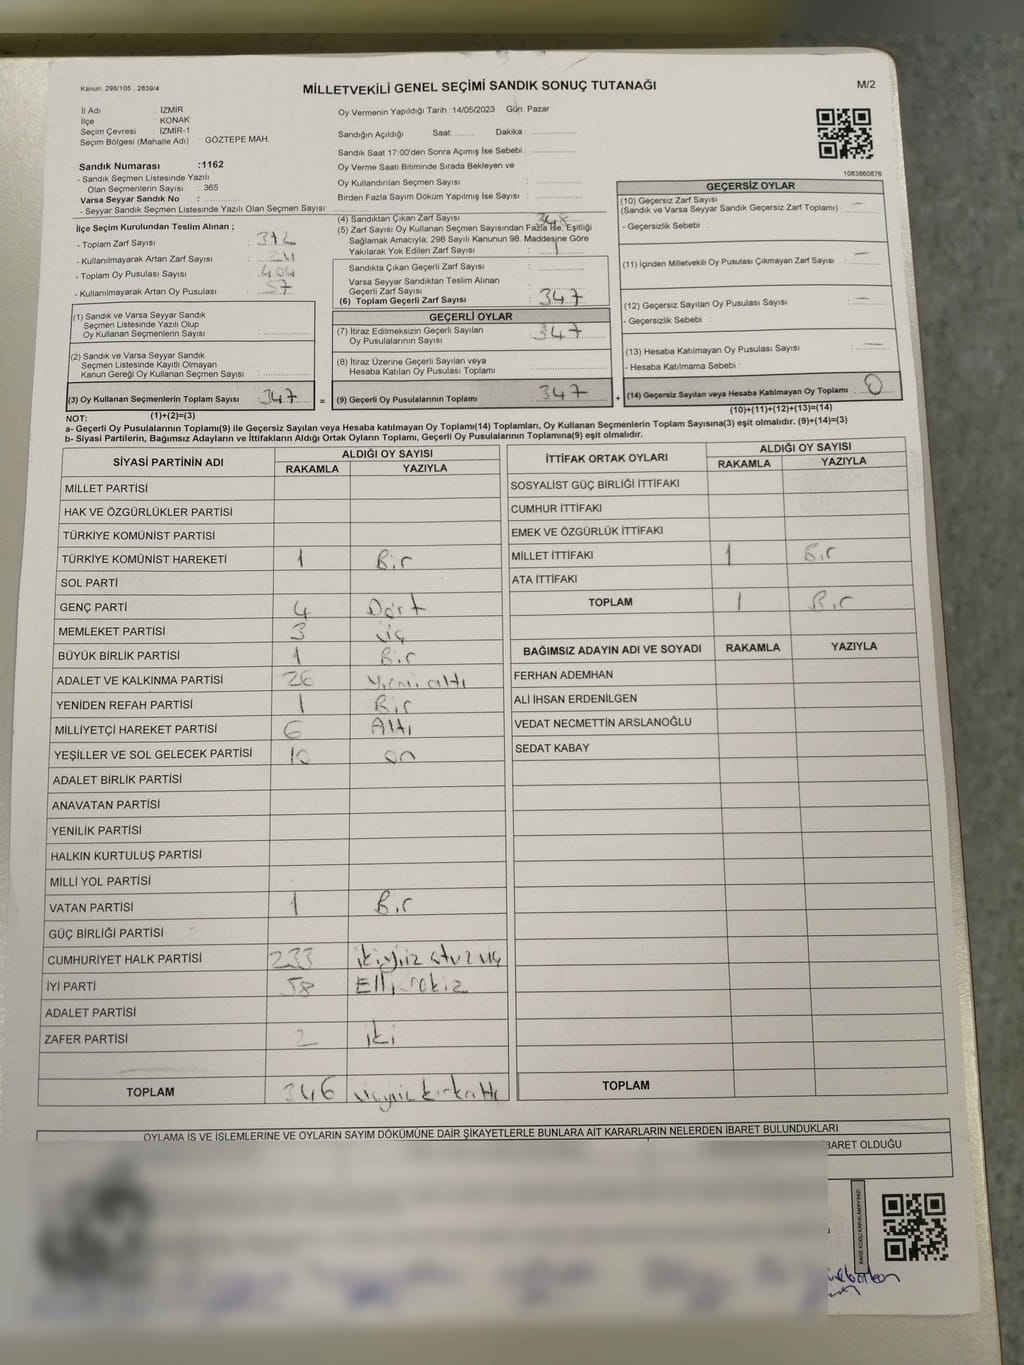 Kanun: 298/105 , 2839/4
MİLLETVEKİLİ GENEL SEÇİMİ SANDIK SONUÇ TUTANAĞI
M/2
İl Adı : İZMİR
İlçe : KONAK
Seçim Çevresi : İZMİR-1
Seçim Bölgesi (Mahalle Adı) GÖZTEPE MAH.
Sandık Numarası :1162
- Sandık Seçmen Listesinde Yazılı
Olan Seçmenlerin Sayısı : 365
Varsa Seyyar Sandık No :
- Seyyar Sandık Seçmen Listesinde Yazılı Olan Seçmen Sayısı:
Oy Vermenin Yapıldığı Tarih :14/05/2023 Gün: Pazar
Sandığın Açıldığı Saat: Dakika :
Sandık Saat 17:00'den Sonra Açımış İse Sebebi :
Oy Verme Saati Bitiminde Sırada Bekleyen ve
Oy Kullandırılan Seçmen Sayısı :
Birden Fazla Sayım Döküm Yapılmış İse Sayısı :
1083860876
İlçe Seçim Kurulundan Teslim Alınan ;
- Toplam Zarf Sayısı : 372
- Kullanılmayarak Artan Zarf Sayısı : 24
- Toplam Oy Pusulası Sayısı : 404
- Kullanılmayarak Artan Oy Pusulası : 57
(1) Sandık ve Varsa Seyyar Sandık
Seçmen Listesinde Yazılı Olup
Oy Kullanan Seçmenlerin Sayısı :
(2) Sandık ve Varsa Seyyar Sandık
Seçmen Listesinde Kayıtlı Olmayan
Kanun Gereği Oy Kullanan Seçmen Sayısı :
(3) Oy Kullanan Seçmenlerin Toplam Sayısı : 347 =
(1)+(2)=(3)
(4) Sandıktan Çıkan Zarf Sayısı : 348
(5) Zarf Sayısı Oy Kullanan Seçmen Sayısından Fazla İse, Eşitliği
Sağlamak Amacıyla, 298 Sayılı Kanunun 98. Maddesine Göre
Yakılarak Yok Edilen Zarf Sayısı : 1
Sandıkta Çıkan Geçerli Zarf Sayısı :
Varsa Seyyar Sandıktan Teslim Alınan
Geçerli Zarf Sayısı :
(6) Toplam Geçerli Zarf Sayısı : 347
GEÇERLİ OYLAR
(7) İtiraz Edilmeksizin Geçerli Sayılan
Oy Pusulalarının Sayısı : 347
(8) İtiraz Üzerine Geçerli Sayılan veya
Hesaba Katılan Oy Pusulası Toplamı :
(9) Geçerli Oy Pusulalarının Toplamı : 347 +
GEÇERSİZ OYLAR
(10) Geçersiz Zarf Sayısı
(Sandık ve Varsa Seyyar Sandık Geçersiz Zarf Toplamı) : —
- Geçersizlik Sebebi :
(11) İçinden Milletvekili Oy Pusulası Çıkmayan Zarf Sayısı : —
(12) Geçersiz Sayılan Oy Pusulası Sayısı : —
- Geçersizlik Sebebi :
(13) Hesaba Katılmayan Oy Pusulası Sayısı : —
- Hesaba Katılmama Sebebi :
(14) Geçersiz Sayılan veya Hesaba Katılmayan Oy Toplamı : 0
(10)+(11)+(12)+(13)=(14)
NOT:
a- Geçerli Oy Pusulalarının Toplamı(9) ile Geçersiz Sayılan veya Hesaba katılmayan Oy Toplamı(14) Toplamları, Oy Kullanan Seçmenlerin Toplam Sayısına(3) eşit olmalıdır. (9)+(14)=(3)
b- Siyasi Partilerin, Bağımsız Adayların ve İttifakların Aldığı Ortak Oyların Toplamı, Geçerli Oy Pusulalarının Toplamına(9) eşit olmalıdır.
SİYASİ PARTİNİN ADI ALDIĞI OY SAYISI
RAKAMLA YAZIYLA
MİLLET PARTİSİ
HAK VE ÖZGÜRLÜKLER PARTİSİ
TÜRKİYE KOMÜNİST PARTİSİ
TÜRKİYE KOMÜNİST HAREKETİ 1 Bir
SOL PARTİ
GENÇ PARTİ 4 Dört
MEMLEKET PARTİSİ 3 üç
BÜYÜK BİRLİK PARTİSİ 1 Bir
ADALET VE KALKINMA PARTİSİ 26 Yirmi altı
YENİDEN REFAH PARTİSİ 1 Bir
MİLLİYETÇİ HAREKET PARTİSİ 6 Altı
YEŞİLLER VE SOL GELECEK PARTİSİ 10 on
ADALET BİRLİK PARTİSİ
ANAVATAN PARTİSİ
YENİLİK PARTİSİ
HALKIN KURTULUŞ PARTİSİ
MİLLİ YOL PARTİSİ
VATAN PARTİSİ 1 Bir
GÜÇ BİRLİĞİ PARTİSİ
CUMHURİYET HALK PARTİSİ 233 ikiyüz otuz üç
İYİ PARTİ 58 Elli sekiz
ADALET PARTİSİ
ZAFER PARTİSİ 2 iki
TOPLAM 346 üçyüz kırkaltı
İTTİFAK ORTAK OYLARI ALDIĞI OY SAYISI
RAKAMLA YAZIYLA
SOSYALİST GÜÇ BİRLİĞİ İTTİFAKI
CUMHUR İTTİFAKI
EMEK VE ÖZGÜRLÜK İTTİFAKI
MİLLET İTTİFAKI 1 Bir
ATA İTTİFAKI
TOPLAM 1 Bir
BAĞIMSIZ ADAYIN ADI VE SOYADI RAKAMLA YAZIYLA
FERHAN ADEMHAN
ALİ İHSAN ERDENİLGEN
VEDAT NECMETTİN ARSLANOĞLU
SEDAT KABAY
TOPLAM
OYLAMA İŞ VE İŞLEMLERİNE VE OYLARIN SAYIM DÖKÜMÜNE DAİR ŞİKAYETLERLE BUNLARA AİT KARARLARIN NELERDEN İBARET BULUNDUKLARI
BARET OLDUĞU